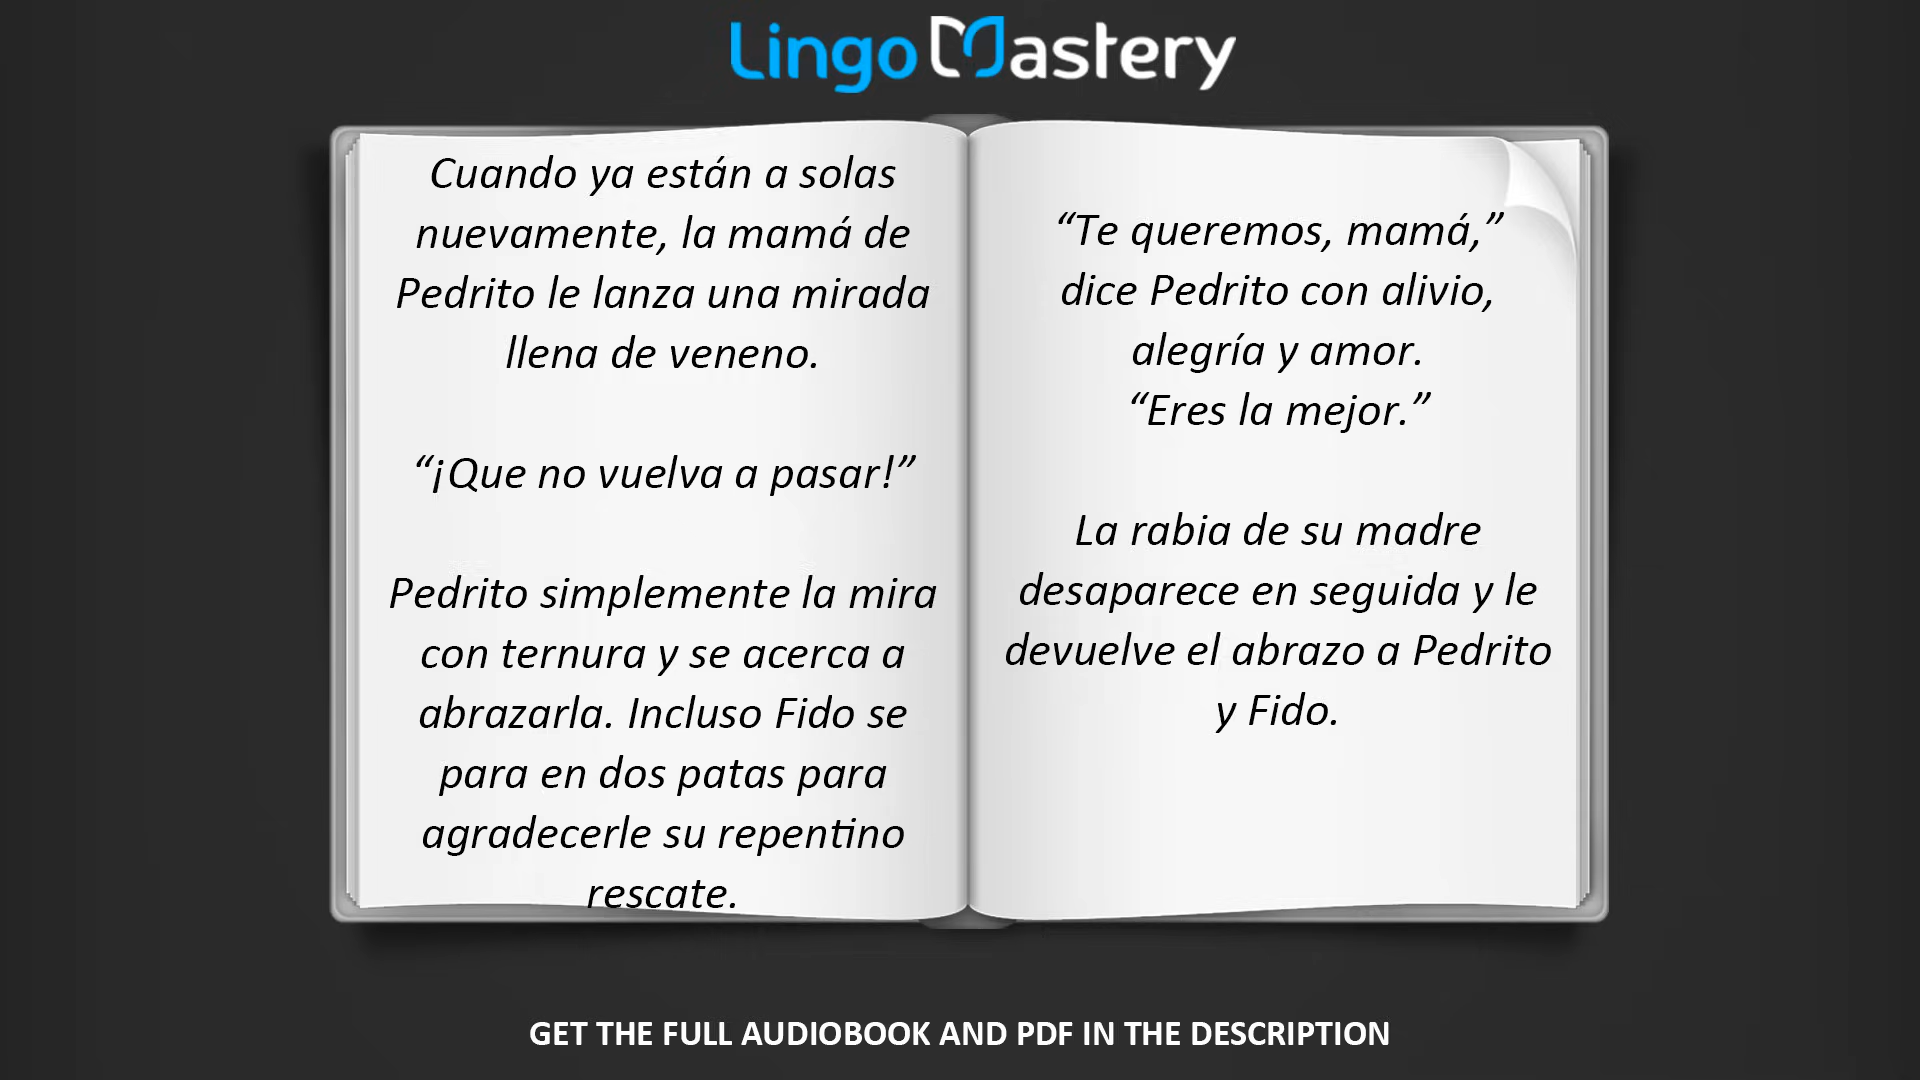 Lingo Mastery
Cuando ya están a solas
nuevamente, la mamá de
Pedrito le lanza una mirada
llena de veneno.
“¡Que no vuelva a pasar!”
Pedrito simplemente la mira
con ternura y se acerca a
abrazarla. Incluso Fido se
para en dos patas para
agradecerle su repentino
rescate.
“Te queremos, mamá,”
dice Pedrito con alivio,
alegría y amor.
“Eres la mejor.”
La rabia de su madre
desaparece en seguida y le
devuelve el abrazo a Pedrito
y Fido.
GET THE FULL AUDIOBOOK AND PDF IN THE DESCRIPTION